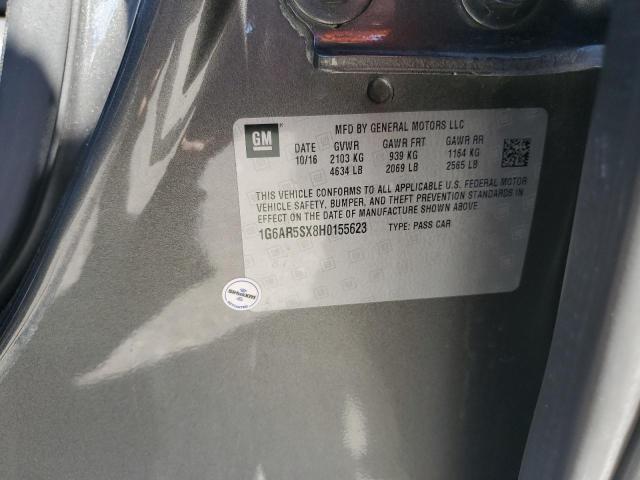 GM
MFD BY GENERAL MOTORS LLC
DATE GVWR GAWR FRT GAWR RR
10/16 2103 KG 939 KG 1164 KG
4634 LB 2069 LB 2565 LB
THIS VEHICLE CONFORMS TO ALL APPLICABLE U.S. FEDERAL MOTOR
VEHICLE SAFETY, BUMPER, AND THEFT PREVENTION STANDARDS IN
EFFECT ON THE DATE OF MANUFACTURE SHOWN ABOVE
1G6AR5SX8H0155623 TYPE: PASS CAR
SiriusXM